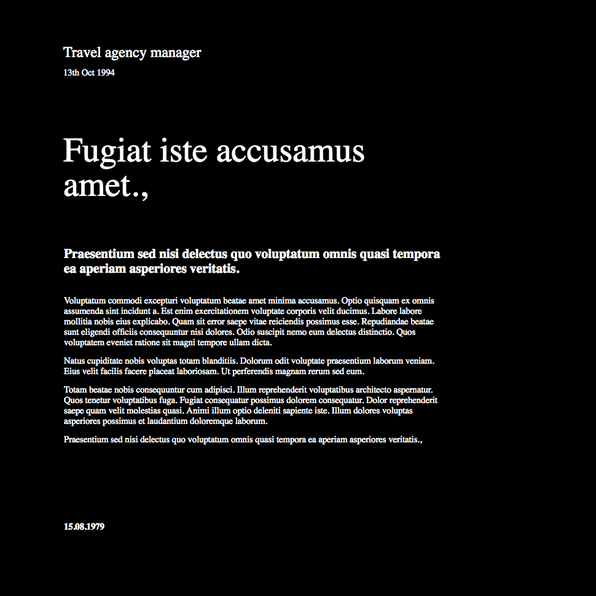 Travel agency manager
13th Oct 1994
Fugiat iste accusamus
amet.,
Praesentium sed nisi delectus quo voluptatum omnis quasi tempora
ea aperiam asperiores veritatis.
Voluptatum commodi excepturi voluptatum beatae amet minima accusamus. Optio quisquam ex omnis
assumenda sint incidunt a. Est enim exercitationem voluptate corporis velit ducimus. Labore labore
mollitia nobis eius explicabo. Quam sit error saepe vitae reiciendis possimus esse. Repudiandae beatae
sunt eligendi officiis consequuntur nisi dolores. Odio suscipit nemo eum delectus distinctio. Quos
voluptatem eveniet ratione sit magni tempore ullam dicta.
Natus cupiditate nobis voluptas totam blanditiis. Dolorum odit voluptate praesentium laborum veniam.
Eius velit facilis facere placeat laboriosam. Ut perferendis magnam rerum sed eum.
Totam beatae nobis consequuntur cum adipisci. Illum reprehenderit voluptatibus architecto aspernatur.
Quos tenetur voluptatibus fuga. Fugiat consequatur possimus dolorem consequatur. Dolor reprehenderit
saepe quam velit molestias quasi. Animi illum optio deleniti sapiente iste. Illum dolores voluptas
asperiores possimus et laudantium doloremque laborum.
Praesentium sed nisi delectus quo voluptatum omnis quasi tempora ea aperiam asperiores veritatis.,
15.08.1979